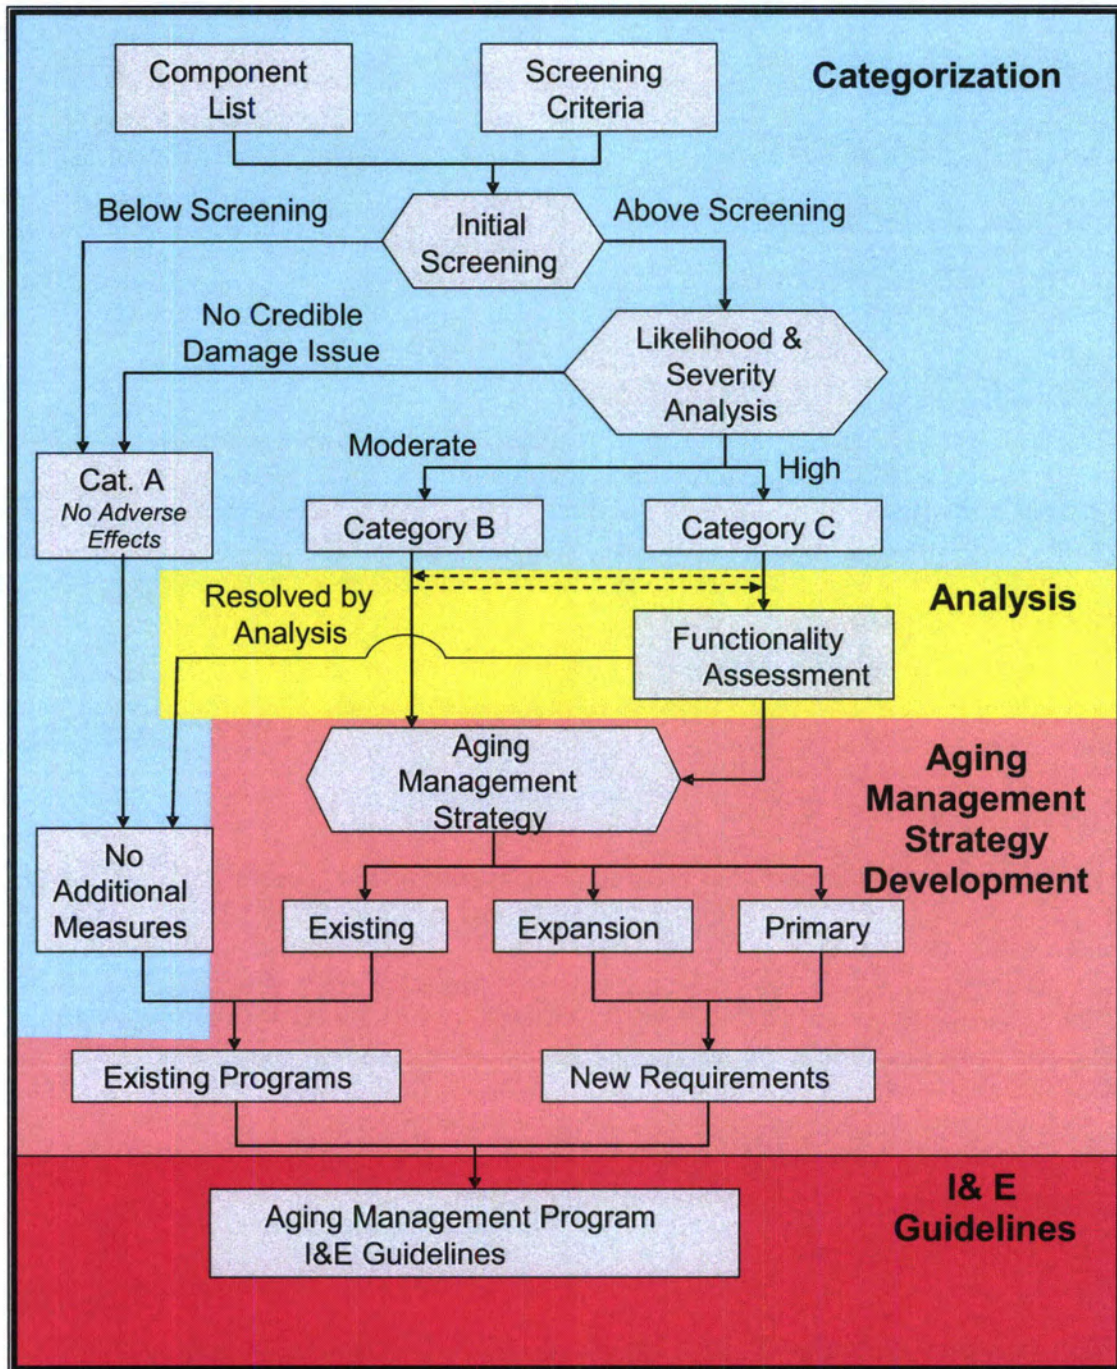 Component
List
Screening
Criteria
Categorization
Below Screening
Initial
Screening
Above Screening
No Credible
Damage Issue
Likelihood &
Severity
Analysis
Moderate
High
Cat. A
No Adverse
Effects
Category B
Category C
Resolved by
Analysis
Analysis
Functionality
Assessment
Aging
Management
Strategy
Aging
Management
Strategy
Development
No
Additional
Measures
Existing
Expansion
Primary
Existing Programs
New Requirements
Aging Management Program
I&E Guidelines
I& E
Guidelines